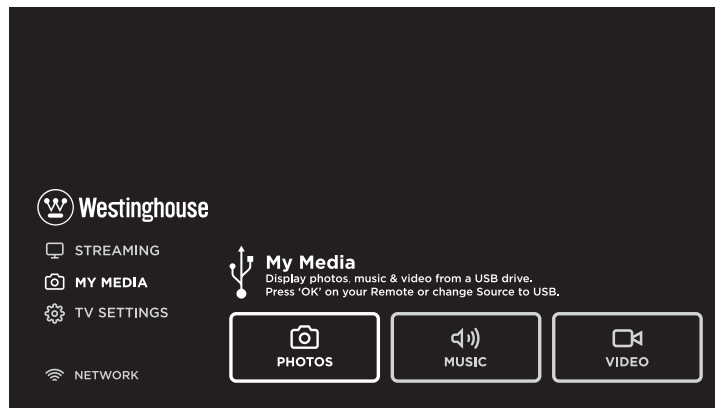 Westinghouse
STREAMING
MY MEDIA
TV SETTINGS
NETWORK
My Media
Display photos, music & video from a USB drive.
Press ‘OK’ on your Remote or change Source to USB.
PHOTOS
MUSIC
VIDEO